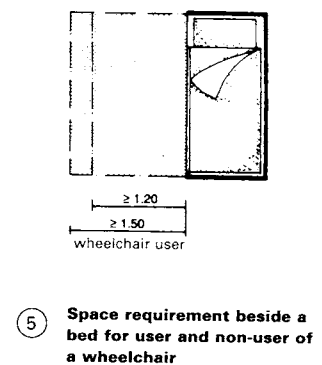 ≥ 1.20
≥ 1.50
wheelchair user
5
Space requirement beside a
bed for user and non-user of
a wheelchair